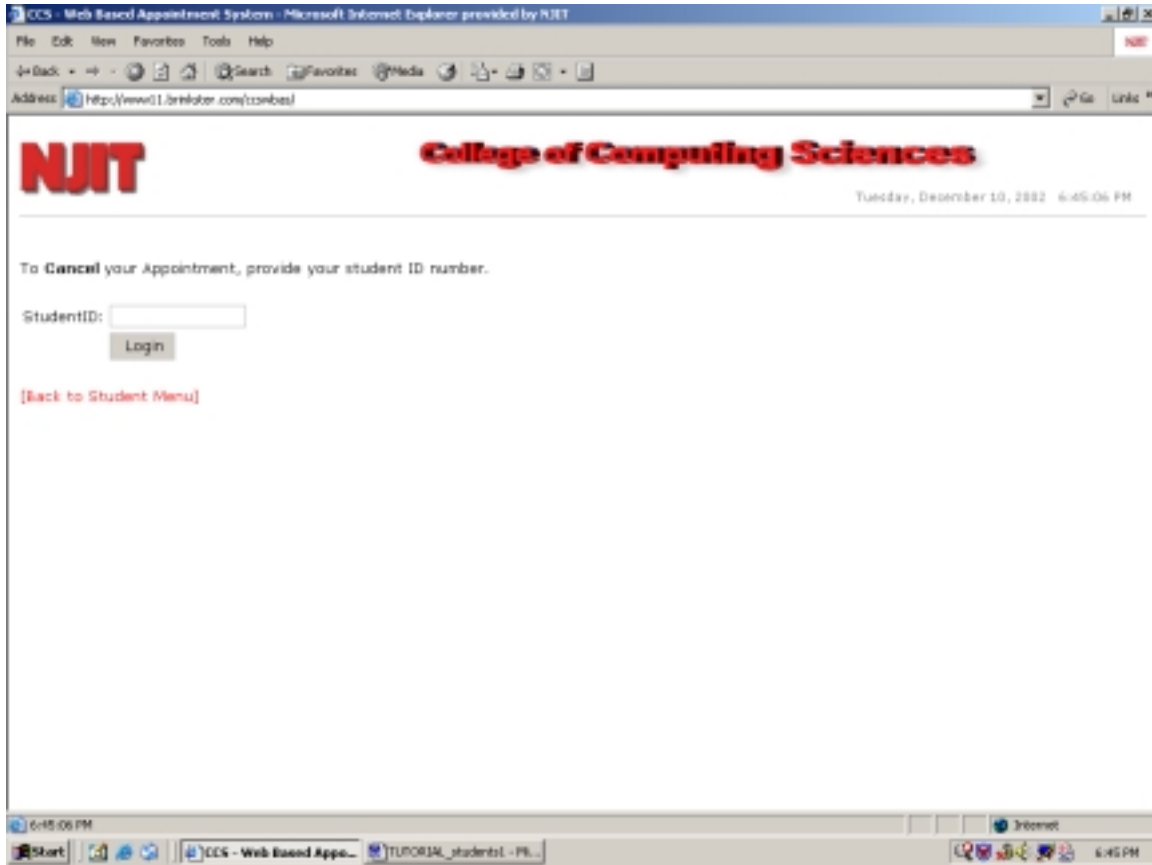 CCS - Web Based Appointment System - Microsoft Internet Explorer provided by NJIT
File Edit View Favorites Tools Help
NJIT
Back Search Favorites Media
Address Go Links
NJIT
College of Computing Sciences
Tuesday, December 10, 2002 6:45:06 PM
To Cancel your Appointment, provide your student ID number.
StudentID:
Login
[Back to Student Menu]
6:45:06 PM Internet
Start CCS - Web Based Appo... 6:45 PM